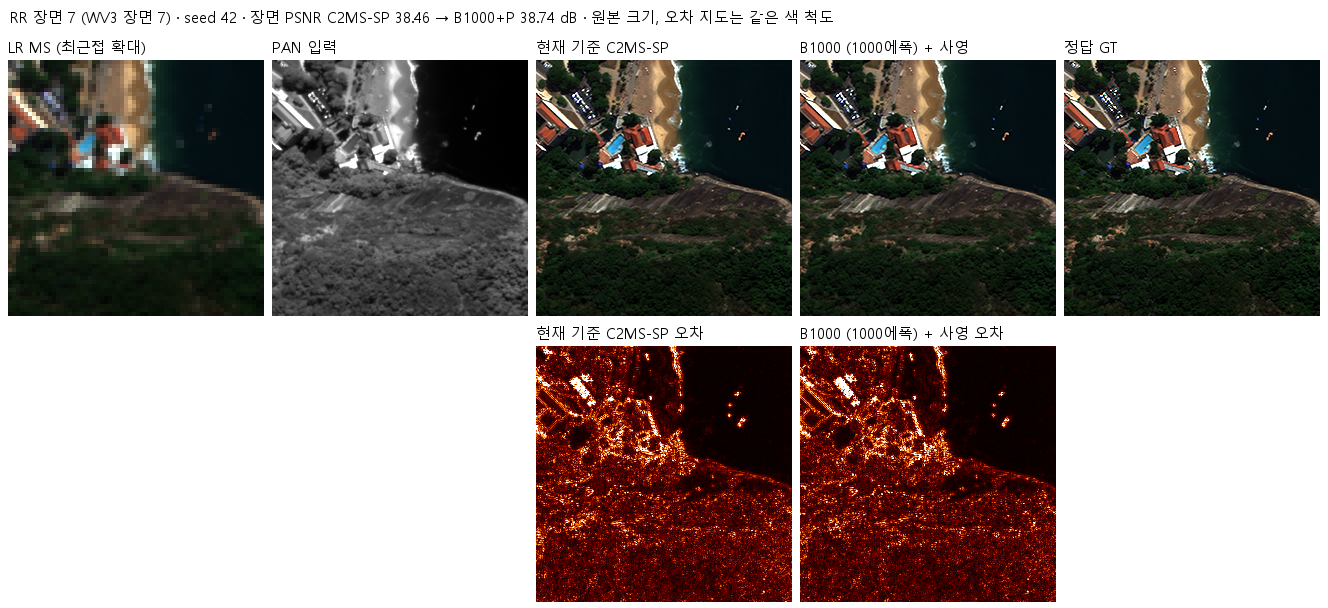 RR 장면 7 (WV3 장면 7) · seed 42 · 장면 PSNR C2MS-SP 38.46 → B1000+P 38.74 dB · 원본 크기, 오차 지도는 같은 색 척도
LR MS (최근접 확대)
PAN 입력
현재 기준 C2MS-SP
B1000 (1000에폭) + 사영
정답 GT
현재 기준 C2MS-SP 오차
B1000 (1000에폭) + 사영 오차